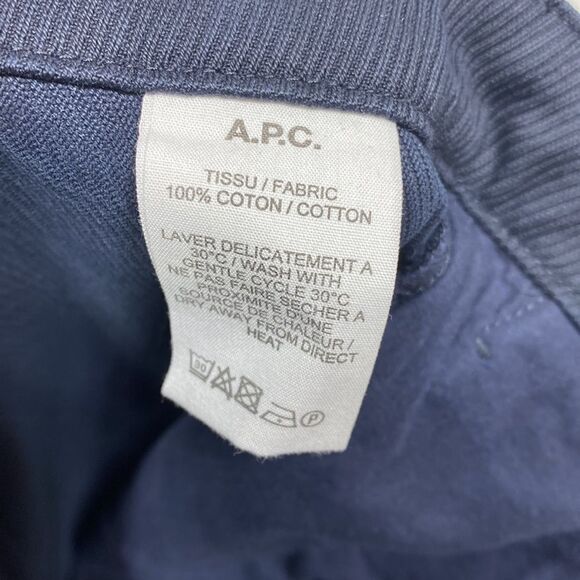 A.P.C.
TISSU / FABRIC
100% COTON / COTTON
LAVER DELICATEMENT A
30°C / WASH WITH
GENTLE CYCLE 30°C
NE PAS FAIRE SECHER A
PROXIMITE D'UNE
SOURCE DE CHALEUR /
DRY AWAY FROM DIRECT
HEAT
30 P